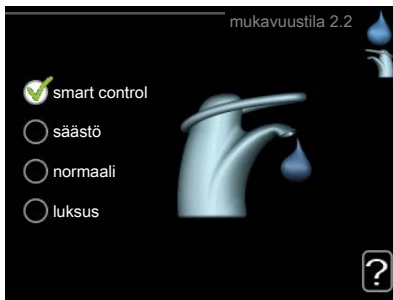 mukavuustila 2.2
smart control
säästö
normaali
luksus
?